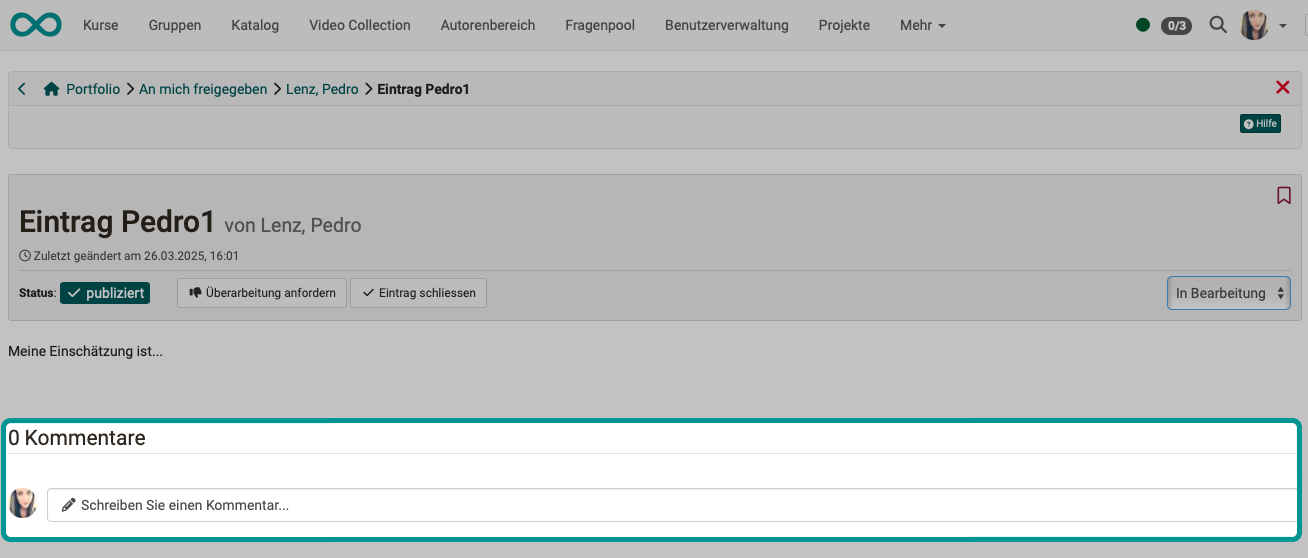 Kurse Gruppen Katalog Video Collection Autorenbereich Fragenpool Benutzerverwaltung Projekte Mehr 0/3
Portfolio An mich freigegeben Lenz, Pedro Eintrag Pedro1
Hilfe
Eintrag Pedro1 von Lenz, Pedro
Zuletzt geändert am 26.03.2025, 16:01
Status: publiziert Überarbeitung anfordern Eintrag schliessen In Bearbeitung
Meine Einschätzung ist...
0 Kommentare
Schreiben Sie einen Kommentar...